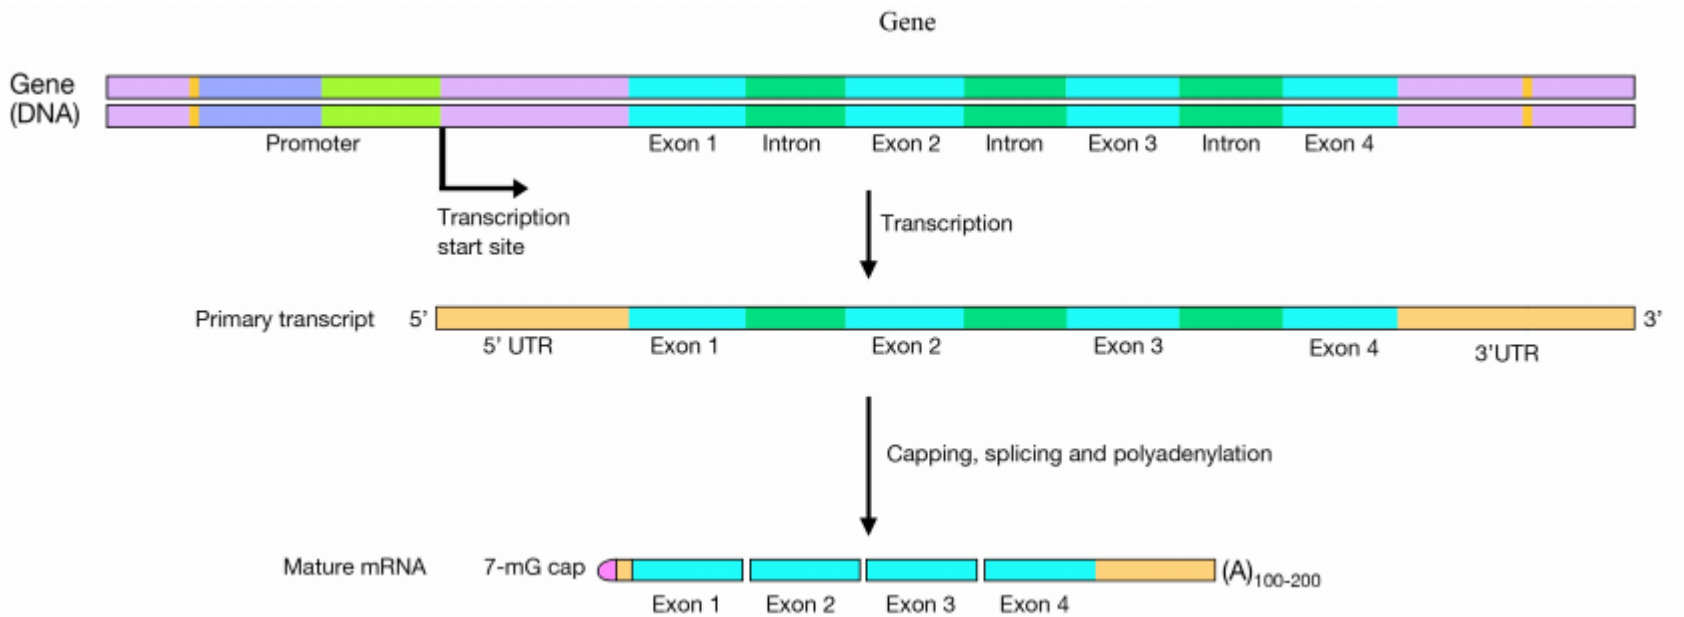 Gene
Gene
(DNA)
Promoter Exon 1 Intron Exon 2 Intron Exon 3 Intron Exon 4
Transcription
start site
Transcription
Primary transcript 5’ 3’
5’ UTR Exon 1 Exon 2 Exon 3 Exon 4 3’UTR
Capping, splicing and polyadenylation
Mature mRNA 7-mG cap (A)100-200
Exon 1 Exon 2 Exon 3 Exon 4